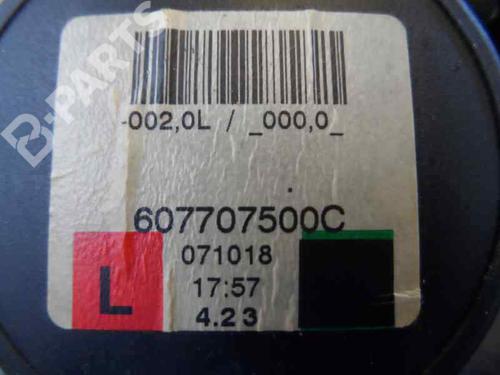 B-PARTS
-002,0L / _000,0_
607707500C
071018
L
17:57
4.23